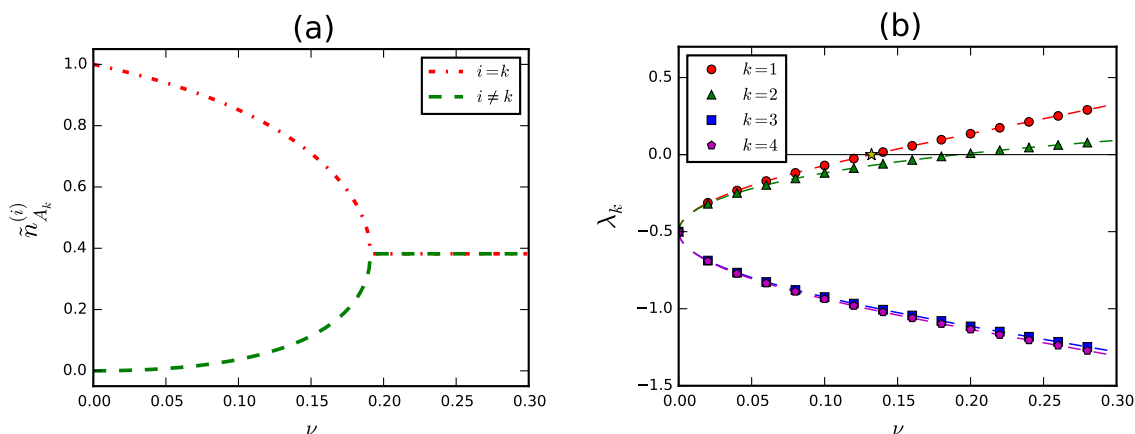 (a)
1.0
0.8
0.6
0.4
0.2
0.0
ñ_{A_k}^{(i)}
i = k
i ≠ k
0.00 0.05 0.10 0.15 0.20 0.25 0.30
ν
(b)
0.5
0.0
−0.5
−1.0
−1.5
λ_k
k = 1
k = 2
k = 3
k = 4
0.00 0.05 0.10 0.15 0.20 0.25 0.30
ν